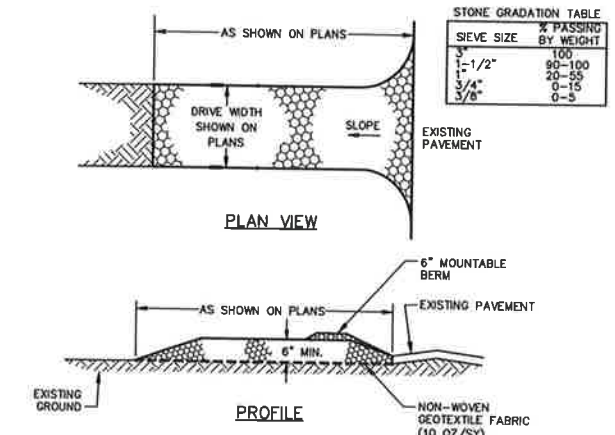 STONE GRADATION TABLE
SIEVE SIZE
% PASSING
BY WEIGHT
3" 100
1-1/2" 90-100
1" 20-55
3/4" 0-15
3/8" 0-5
AS SHOWN ON PLANS
DRIVE WIDTH
SHOWN ON
PLANS
SLOPE
EXISTING
PAVEMENT
PLAN VIEW
6" MOUNTABLE
BERM
AS SHOWN ON PLANS
EXISTING PAVEMENT
6" MIN.
EXISTING
GROUND
PROFILE
NON-WOVEN
GEOTEXTILE FABRIC
(10 OZ/SY)